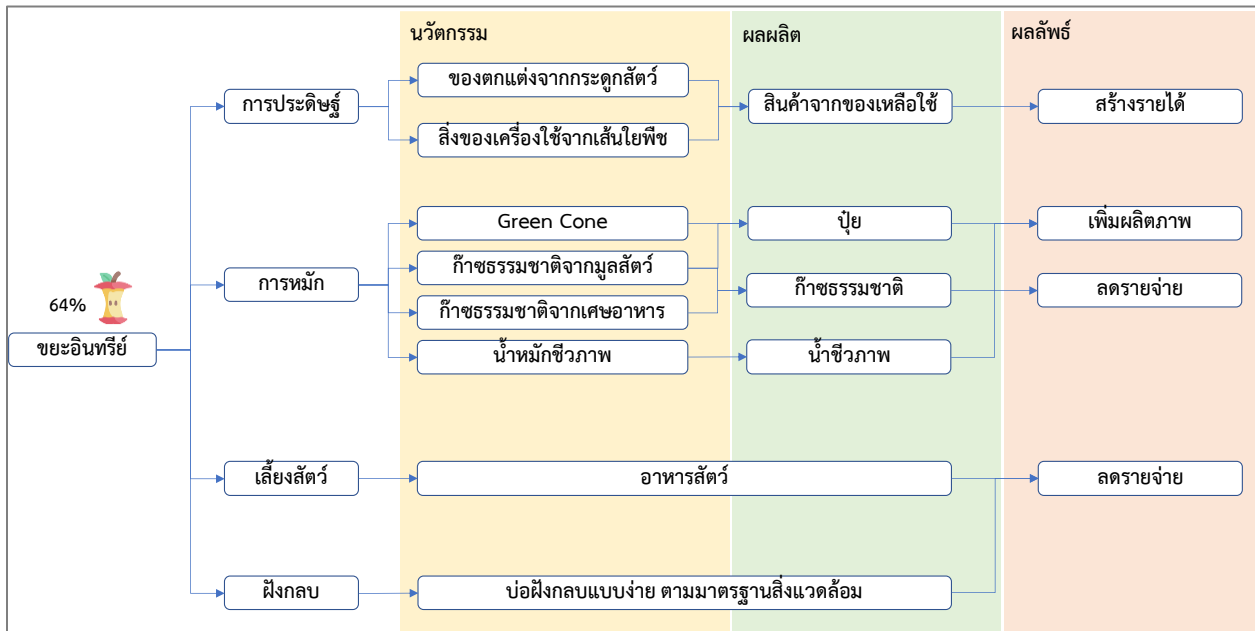 นวัตกรรม
ผลผลิต
ผลลัพธ์
การประดิษฐ์
ของตกแต่งจากกระดูกสัตว์
สิ่งของเครื่องใช้จากเส้นใยพืช
สินค้าจากของเหลือใช้
สร้างรายได้
64%
ขยะอินทรีย์
การหมัก
Green Cone
ก๊าซธรรมชาติจากมูลสัตว์
ก๊าซธรรมชาติจากเศษอาหาร
น้ำหมักชีวภาพ
ปุ๋ย
ก๊าซธรรมชาติ
น้ำชีวภาพ
เพิ่มผลิตภาพ
ลดรายจ่าย
เลี้ยงสัตว์
อาหารสัตว์
ลดรายจ่าย
ฝังกลบ
บ่อฝังกลบแบบง่าย ตามมาตรฐานสิ่งแวดล้อม